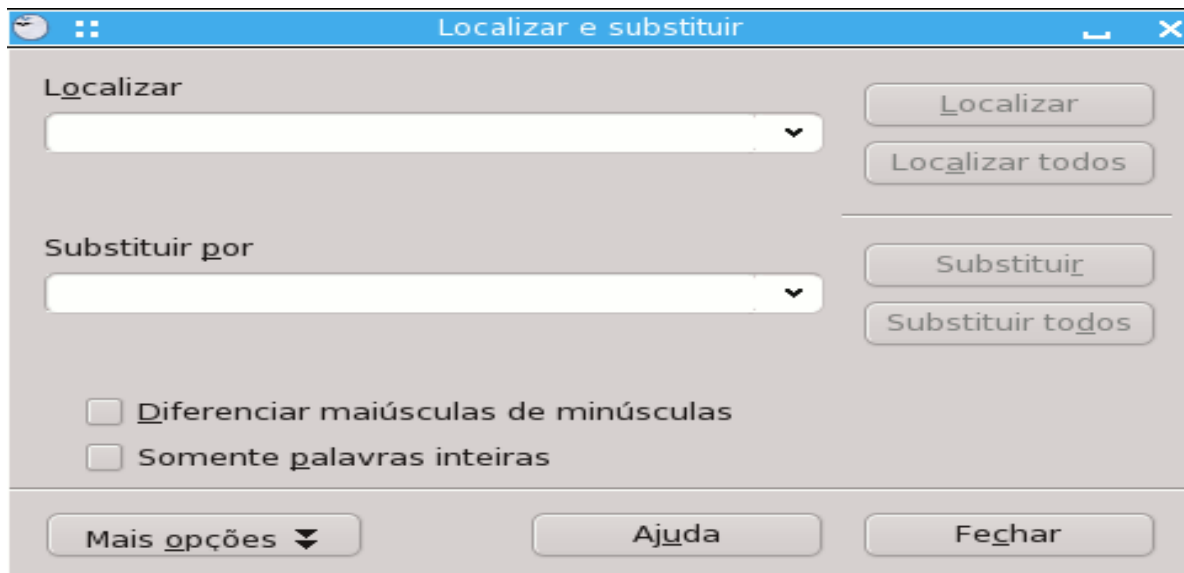 Localizar e substituir
Localizar
Localizar
Localizar todos
Substituir por
Substituir
Substituir todos
Diferenciar maiúsculas de minúsculas
Somente palavras inteiras
Mais opções
Ajuda
Fechar